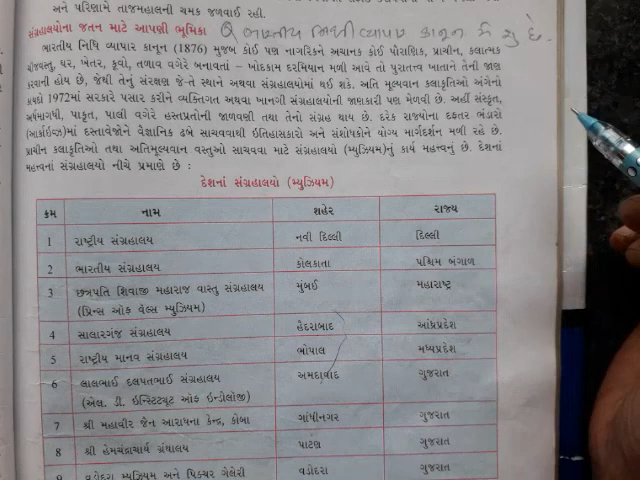 અને પરિણામે તાજમહાલની ચમક જળવાઈ રહી.
સંગ્રહાલયોના જતન માટે આપણી ભૂમિકા ભારતીય નિધી વ્યાપાર કાનૂન શું છે.
ભારતીય નિધિ વ્યાપાર કાનૂન (1876) મુજબ કોઈ પણ નાગરિકને અચાનક કોઈ પૌરાણિક, પ્રાચીન, કલાત્મક
ચીજવસ્તુ, ઘર, ખેતર, કૂવો, તળાવ વગેરે બનાવતાં – ખોદકામ દરમિયાન મળી આવે તો પુરાતત્ત્વ ખાતાને તેની જાણ
કરવાની હોય છે, જેથી તેનું સંરક્ષણ જે-તે સ્થાને અથવા સંગ્રહાલયોમાં થઈ શકે. અતિ મૂલ્યવાન કલાકૃતિઓ અંગેનો
કાયદો 1972માં સરકારે પસાર કરીને વ્યક્તિગત અથવા ખાનગી સંગ્રહાલયોની જાણકારી પણ મેળવી છે. અહીં સંસ્કૃત,
અર્ધમાગધી, પ્રાકૃત, પાલી વગેરે હસ્તપ્રતોની જાળવણી તથા તેનો સંગ્રહ થાય છે. દરેક રાજ્યોના દફતર ભંડારો
(આર્કાઇવ્ઝ)માં દસ્તાવેજોને વૈજ્ઞાનિક ઢબે સાચવવાથી ઇતિહાસકારો અને સંશોધકોને યોગ્ય માર્ગદર્શન મળી રહે છે.
પ્રાચીન કલાકૃતિઓ તથા અતિમૂલ્યવાન વસ્તુઓ સાચવવા માટે સંગ્રહાલયો (મ્યુઝિયમ)નું કાર્ય મહત્ત્વનું છે. દેશનાં
મહત્ત્વનાં સંગ્રહાલયો નીચે પ્રમાણે છે :
દેશનાં સંગ્રહાલયો (મ્યુઝિયમ)
ક્રમ નામ શહેર રાજ્ય
1 રાષ્ટ્રીય સંગ્રહાલય નવી દિલ્હી દિલ્હી
2 ભારતીય સંગ્રહાલય કોલકાતા પશ્ચિમ બંગાળ
3 છત્રપતિ શિવાજી મહારાજ વાસ્તુ સંગ્રહાલય મુંબઈ મહારાષ્ટ્ર
(પ્રિન્સ ઓફ વેલ્સ મ્યુઝિયમ)
4 સાલારગંજ સંગ્રહાલય હૈદરાબાદ આંધ્રપ્રદેશ
5 રાષ્ટ્રીય માનવ સંગ્રહાલય ભોપાલ મધ્યપ્રદેશ
6 લાલભાઈ દલપતભાઈ સંગ્રહાલય અમદાવાદ ગુજરાત
(એલ. ડી. ઇન્સ્ટિટ્યૂટ ઓફ ઇન્ડોલોજી)
7 શ્રી મહાવીર જૈન આરાધના કેન્દ્ર, કોબા ગાંધીનગર ગુજરાત
8 શ્રી હેમચંદ્રાચાર્ય ગ્રંથાલય પાટણ ગુજરાત
9 વડોદરા મ્યુઝિયમ અને પિક્ચર ગેલેરી વડોદરા ગુજરાત